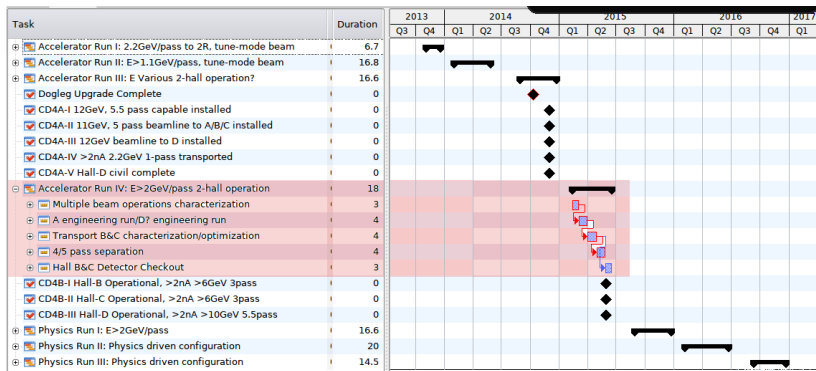 Task Duration 2013 2014 2015 2016 2017
Q3 Q4 Q1 Q2 Q3 Q4 Q1 Q2 Q3 Q4 Q1 Q2 Q3 Q4 Q1
Accelerator Run I: 2.2GeV/pass to 2R, tune-mode beam 6.7
Accelerator Run II: E>1.1GeV/pass, tune-mode beam 16.8
Accelerator Run III: E Various 2-hall operation? 16.6
Dogleg Upgrade Complete 0
CD4A-I 12GeV, 5.5 pass capable installed 0
CD4A-II 11GeV, 5 pass beamline to A/B/C installed 0
CD4A-III 12GeV beamline to D installed 0
CD4A-IV >2nA 2.2GeV 1-pass transported 0
CD4A-V Hall-D civil complete 0
Accelerator Run IV: E>2GeV/pass 2-hall operation 18
Multiple beam operations characterization 3
A engineering run/D? engineering run 4
Transport B&C characterization/optimization 4
4/5 pass separation 4
Hall B&C Detector Checkout 3
CD4B-I Hall-B Operational, >2nA >6GeV 3pass 0
CD4B-II Hall-C Operational, >2nA >6GeV 3pass 0
CD4B-III Hall-D Operational, >2nA >10GeV 5.5pass 0
Physics Run I: E>2GeV/pass 16.6
Physics Run II: Physics driven configuration 20
Physics Run III: Physics driven configuration 14.5